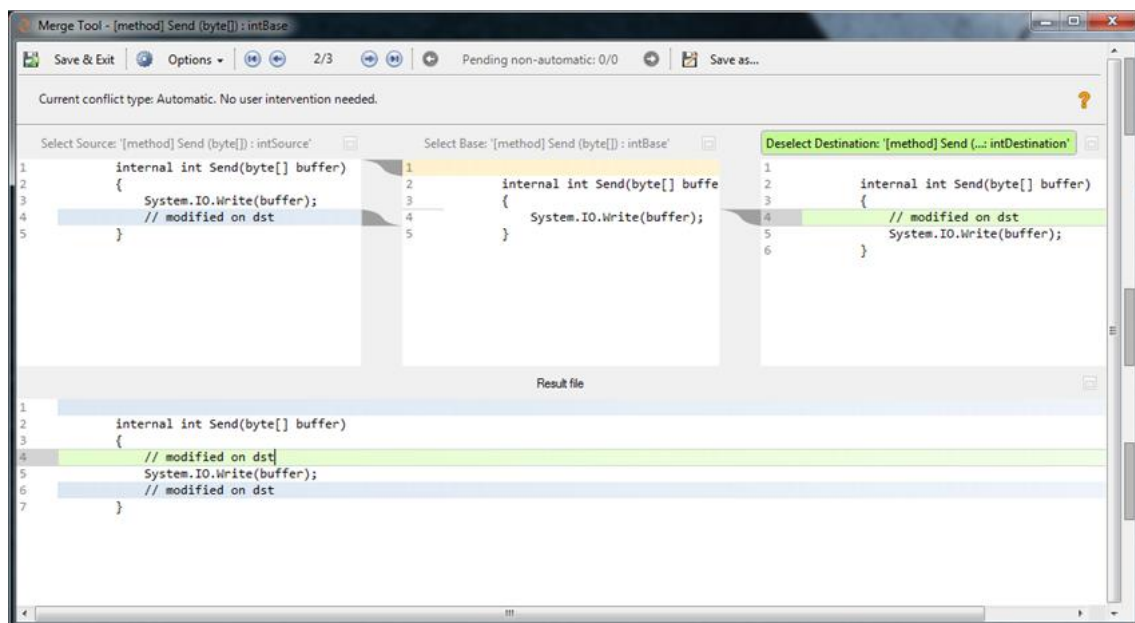 Merge Tool - [method] Send (byte[]) : intBase
Save & Exit Options 2/3 Pending non-automatic: 0/0 Save as...
Current conflict type: Automatic. No user intervention needed. ?
Select Source: '[method] Send (byte[]) : intSource'
1 internal int Send(byte[] buffer)
2 {
3 System.IO.Write(buffer);
4 // modified on dst
5 }
Select Base: '[method] Send (byte[]) : intBase'
1
2 internal int Send(byte[] buffe
3 {
4 System.IO.Write(buffer);
5 }
Deselect Destination: '[method] Send (...: intDestination'
1
2 internal int Send(byte[] buffer)
3 {
4 // modified on dst
5 System.IO.Write(buffer);
6 }
Result file
1
2 internal int Send(byte[] buffer)
3 {
4 // modified on dst
5 System.IO.Write(buffer);
6 // modified on dst
7 }